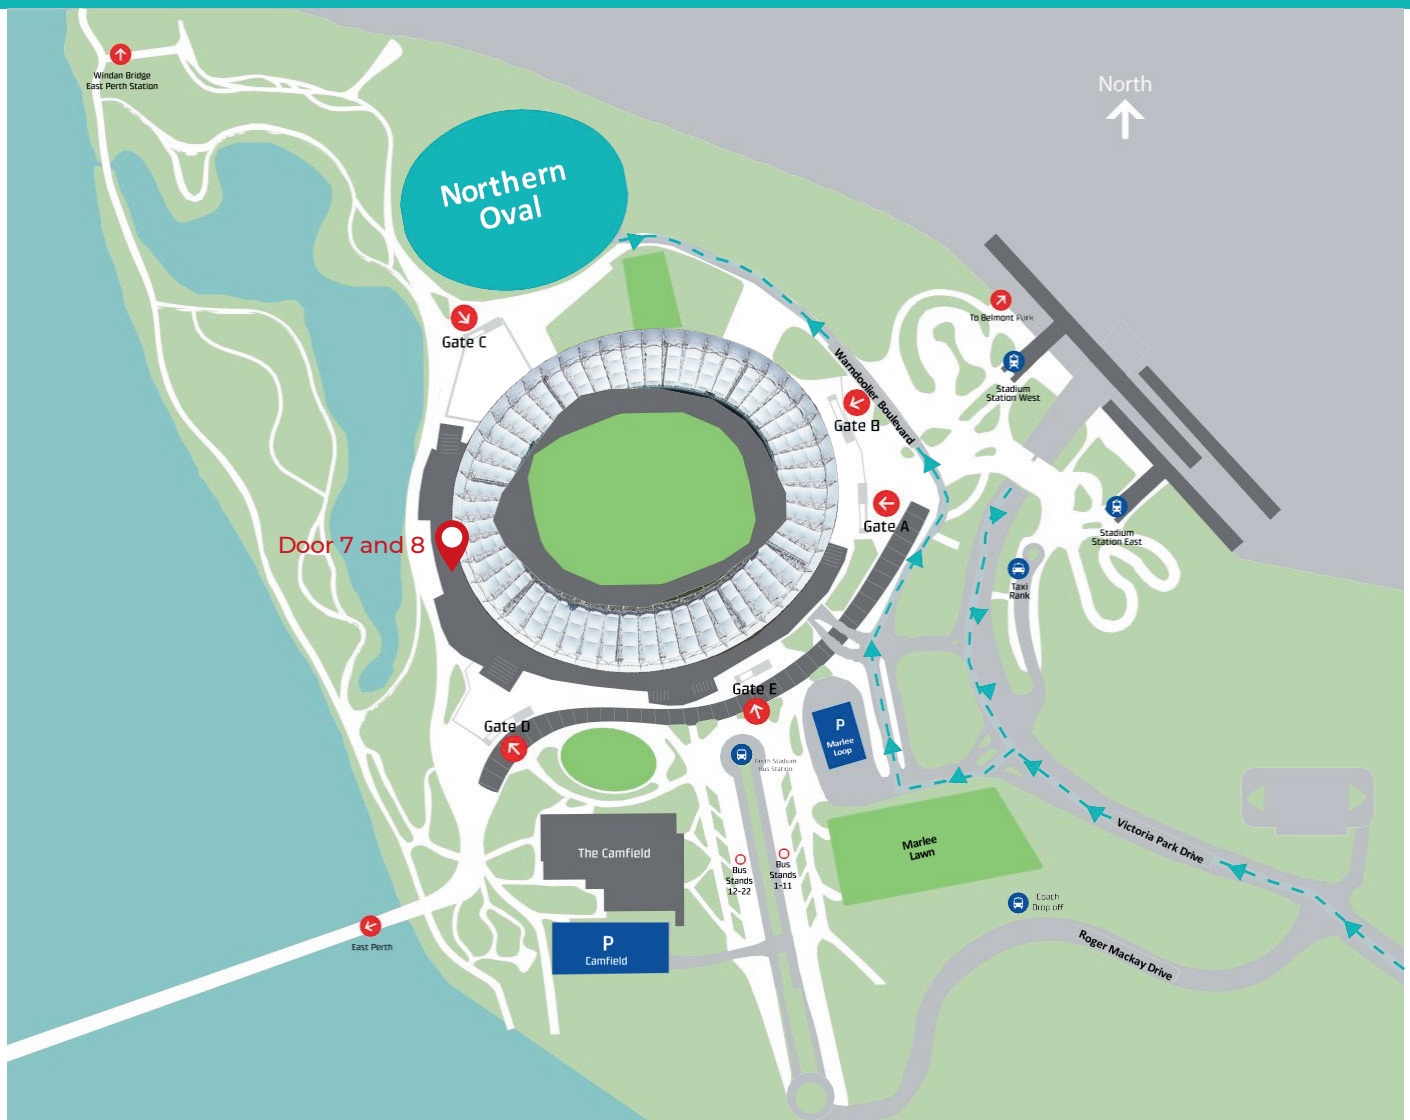 North
Windan Bridge
East Perth Station
Northern
Oval
To Belmont Park
Gate C
Stadium
Station West
Warndoolier Boulevard
Gate B
Gate A
Stadium
Station East
Door 7 and 8
Taxi
Rank
Gate E
Gate D
P
Marlee
Loop
Perth Stadium
Bus Station
Victoria Park Drive
Marlee
Lawn
The Camfield
Bus
Stands
12-22
Bus
Stands
1-11
Coach
Drop off
East Perth
P
Camfield
Roger Mackay Drive